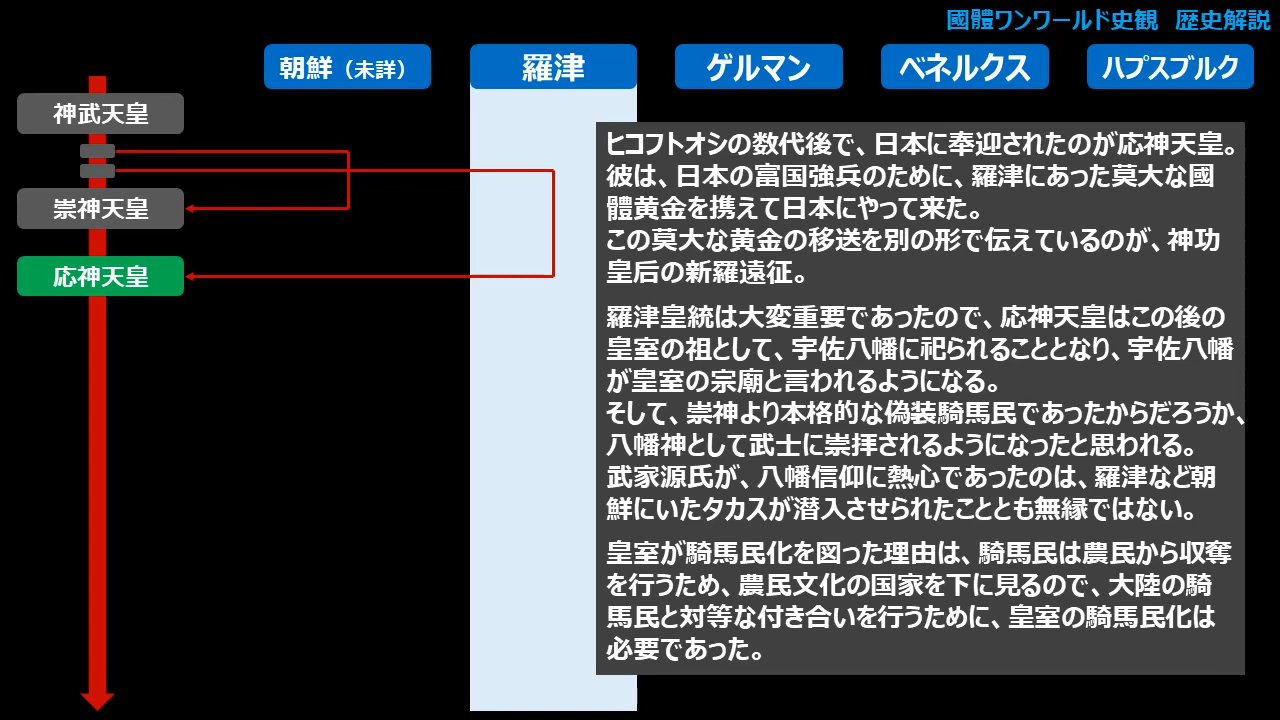 國體ワンワールド史観　歴史解説
朝鮮（未詳）
羅津
ゲルマン
ベネルクス
ハプスブルク
神武天皇
崇神天皇
応神天皇
ヒコフトオシの数代後で、日本に奉迎されたのが応神天皇。
彼は、日本の富国強兵のために、羅津にあった莫大な國
體黄金を携えて日本にやって来た。
この莫大な黄金の移送を別の形で伝えているのが、神功
皇后の新羅遠征。
羅津皇統は大変重要であったので、応神天皇はこの後の
皇室の祖として、宇佐八幡に祀られることとなり、宇佐八幡
が皇室の宗廟と言われるようになる。
そして、崇神より本格的な偽装騎馬民であったからだろうか、
八幡神として武士に崇拝されるようになったと思われる。
武家源氏が、八幡信仰に熱心であったのは、羅津など朝
鮮にいたタカスが潜入させられたこととも無縁ではない。
皇室が騎馬民化を図った理由は、騎馬民は農民から収奪
を行うため、農民文化の国家を下に見るので、大陸の騎
馬民と対等な付き合いを行うために、皇室の騎馬民化は
必要であった。